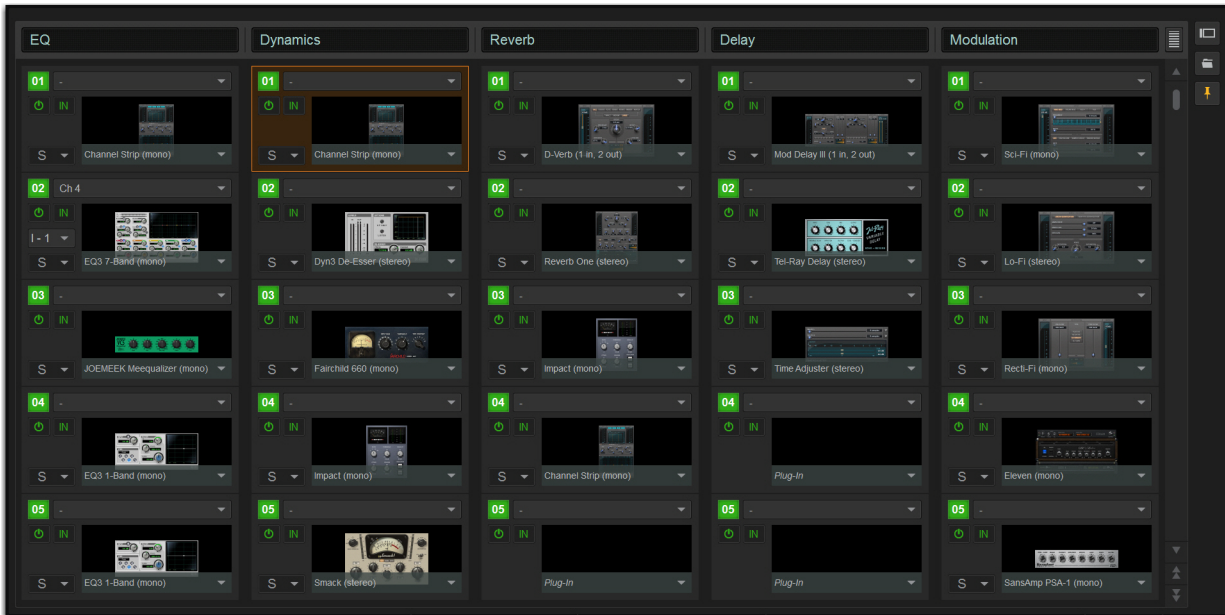 EQ Dynamics Reverb Delay Modulation
01 - 01 - 01 - 01 - 01 -
IN IN IN IN IN
S Channel Strip (mono) S Channel Strip (mono) S D-Verb (1 in, 2 out) S Mod Delay III (1 in, 2 out) S Sci-Fi (mono)
02 Ch 4 02 - 02 - 02 - 02 -
IN IN IN IN IN
I - 1
S EQ3 7-Band (mono) S Dyn3 De-Esser (stereo) S Reverb One (stereo) S Tel-Ray Delay (stereo) S Lo-Fi (stereo)
03 - 03 - 03 - 03 - 03 -
IN IN IN IN IN
S JOEMEEK Meequalizer (mono) S Fairchild 660 (mono) S Impact (mono) S Time Adjuster (stereo) S Recti-Fi (mono)
04 - 04 - 04 - 04 - 04 -
IN IN IN IN IN
S EQ3 1-Band (mono) S Impact (mono) S Channel Strip (mono) Plug-In S Eleven (mono)
05 - 05 - 05 - 05 - 05 -
IN IN IN IN IN
S EQ3 1-Band (mono) S Smack (stereo) Plug-In Plug-In S SansAmp PSA-1 (mono)